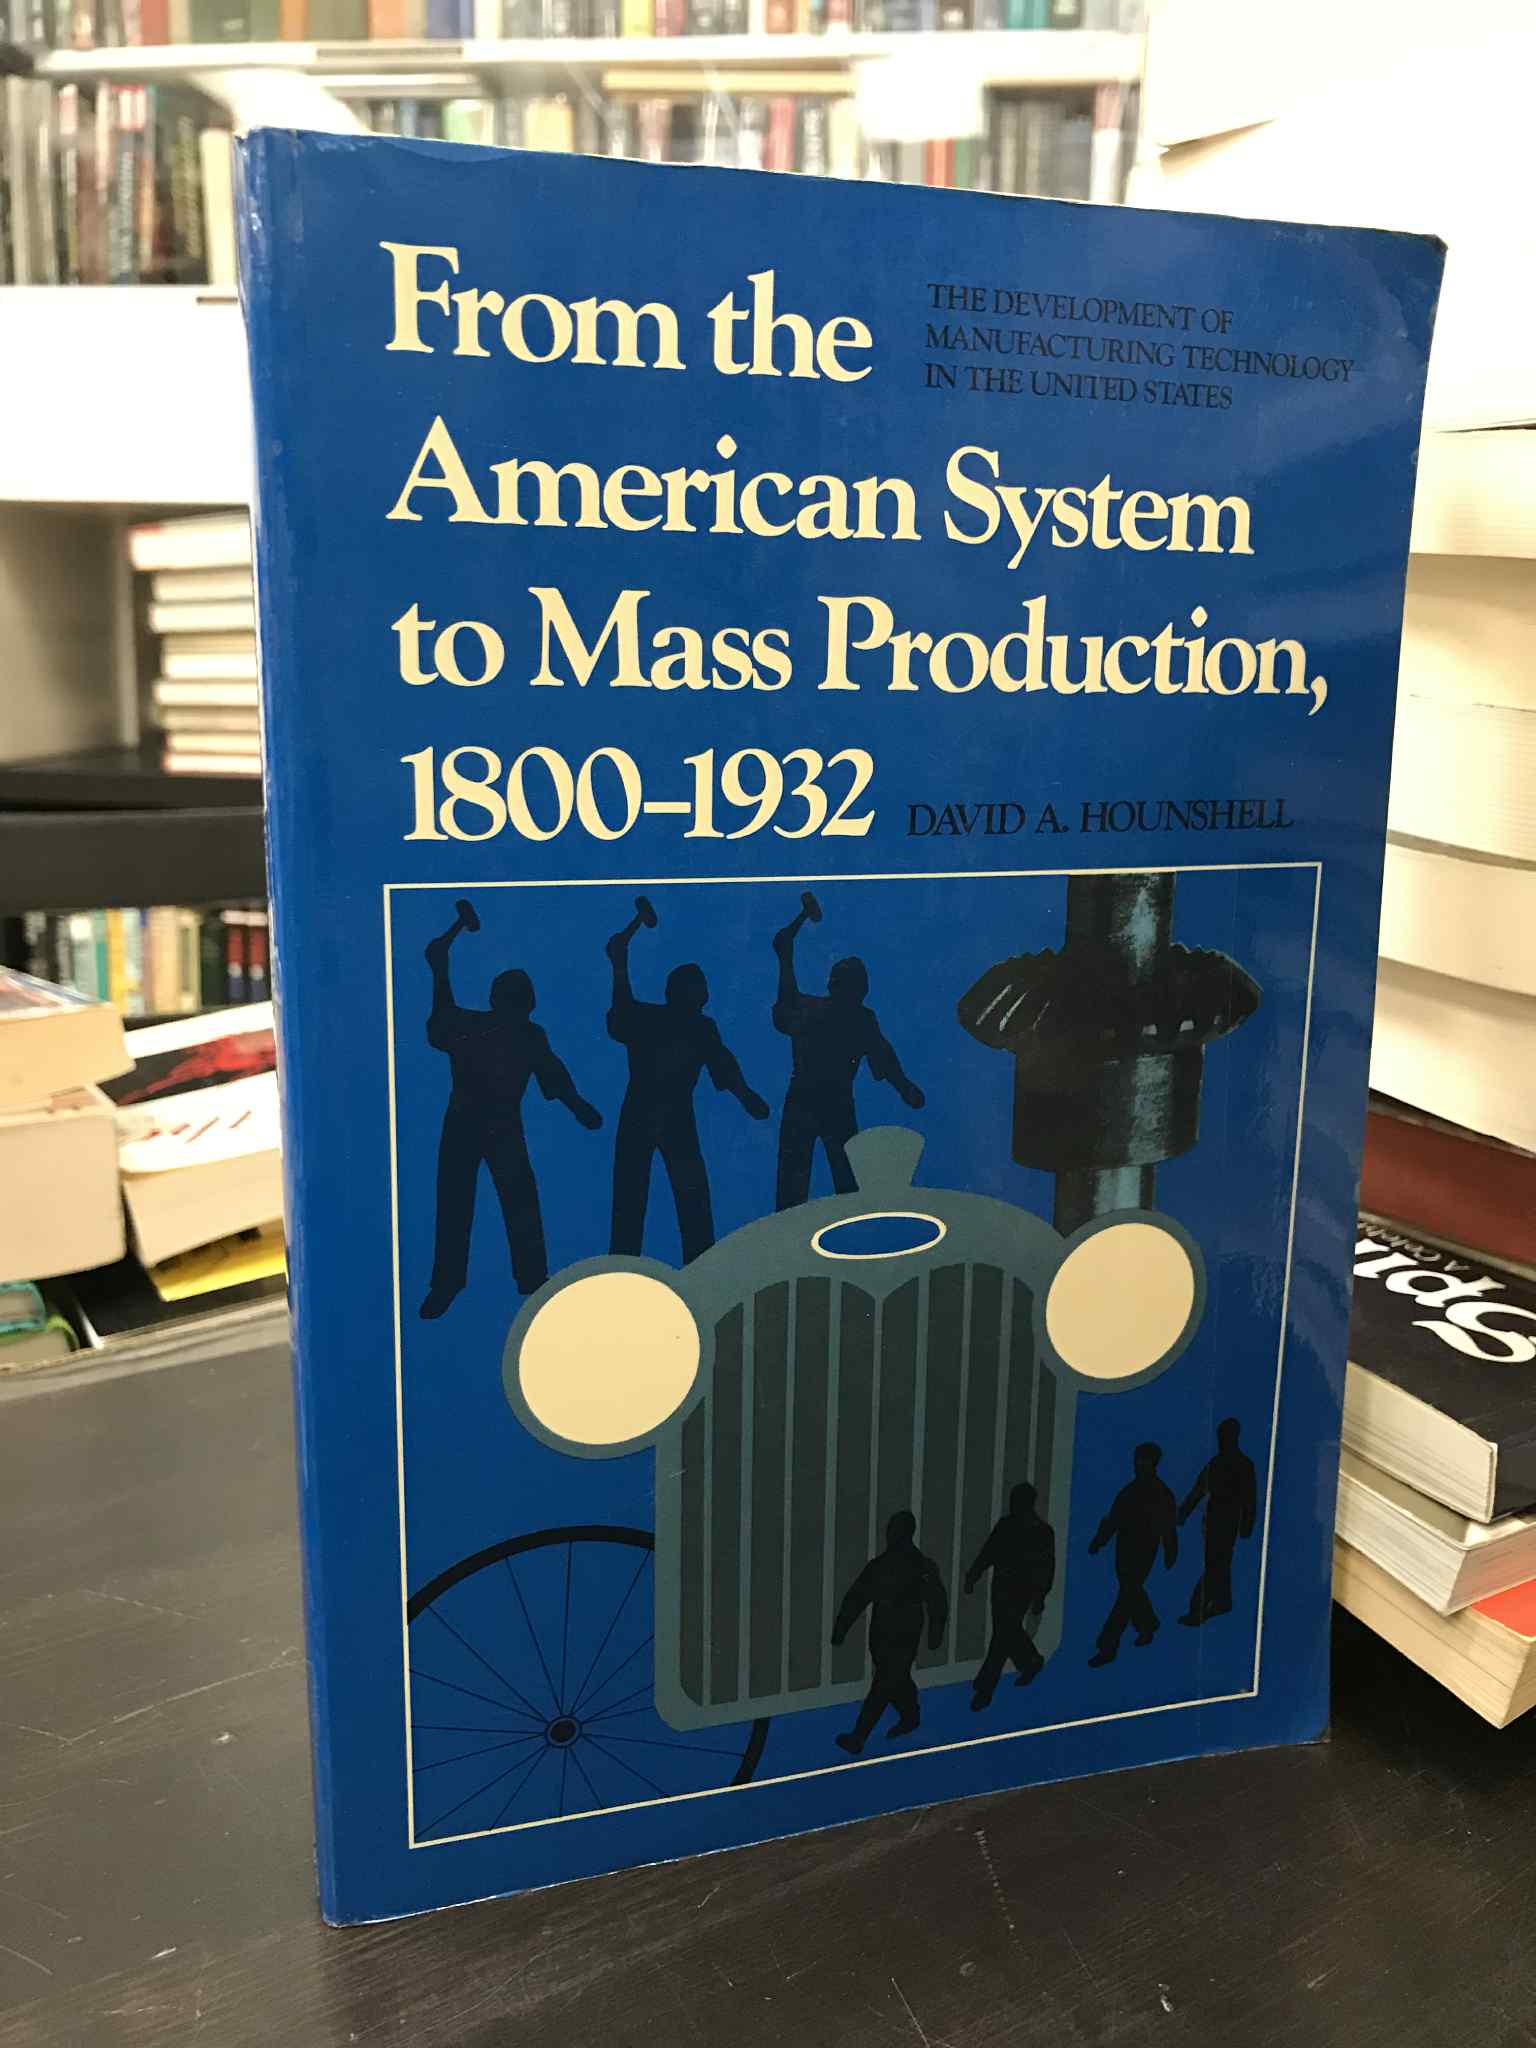 From the
THE DEVELOPMENT OF
MANUFACTURING TECHNOLOGY
IN THE UNITED STATES
American System
to Mass Production,
1800–1932
DAVID A. HOUNSHELL